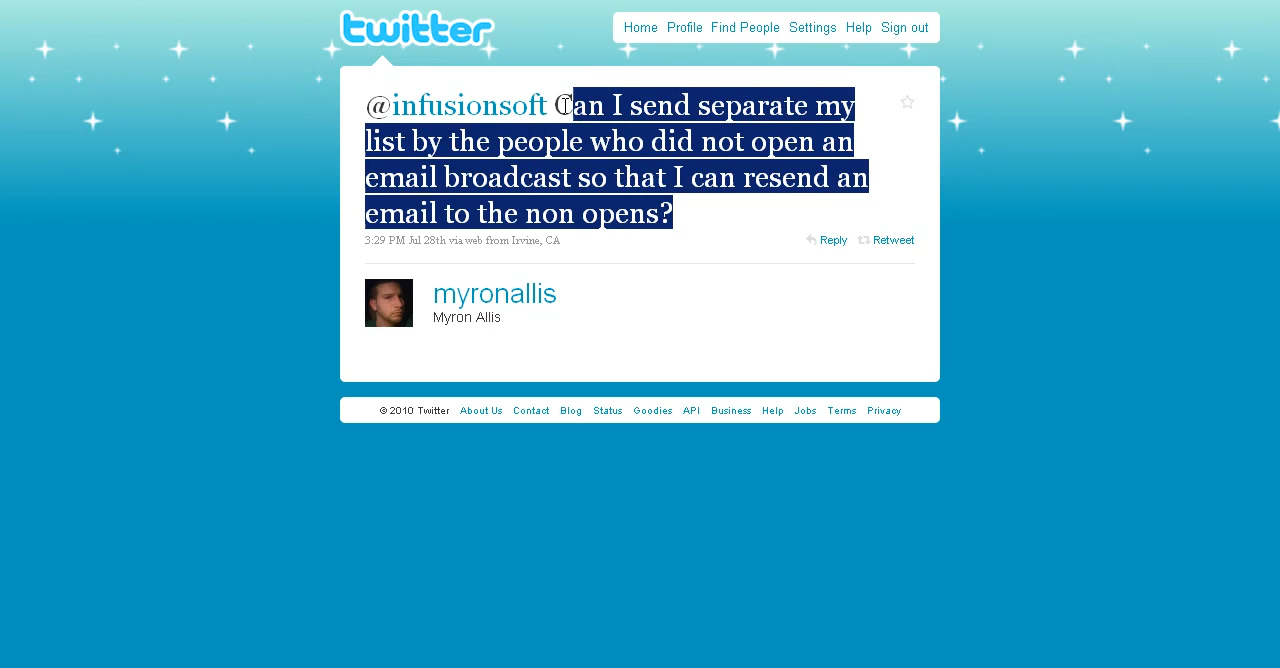 twitter
Home Profile Find People Settings Help Sign out
@infusionsoft Can I send separate my
list by the people who did not open an
email broadcast so that I can resend an
email to the non opens?
3:29 PM Jul 28th via web from Irvine, CA
Reply Retweet
myronallis
Myron Allis
© 2010 Twitter About Us Contact Blog Status Goodies API Business Help Jobs Terms Privacy